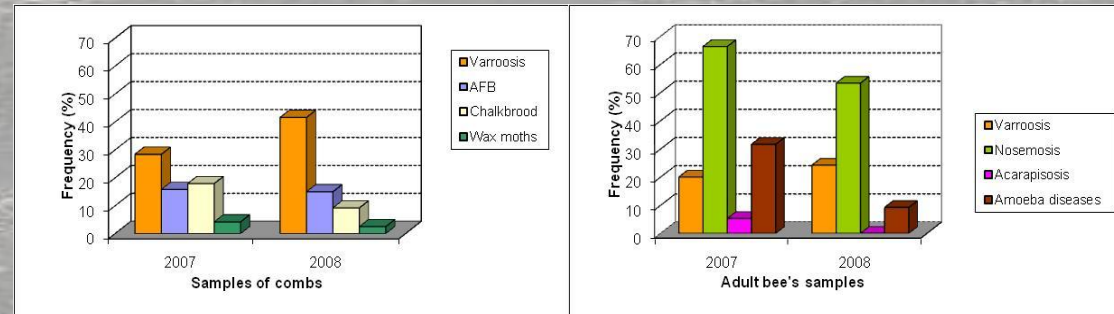 70
60
50
40
30
20
10
0
Frequency (%)
2007
2008
Samples of combs
Varroosis
AFB
Chalkbrood
Wax moths
70
60
50
40
30
20
10
0
Frequency (%)
2007
2008
Adult bee's samples
Varroosis
Nosemosis
Acarapisosis
Amoeba diseases